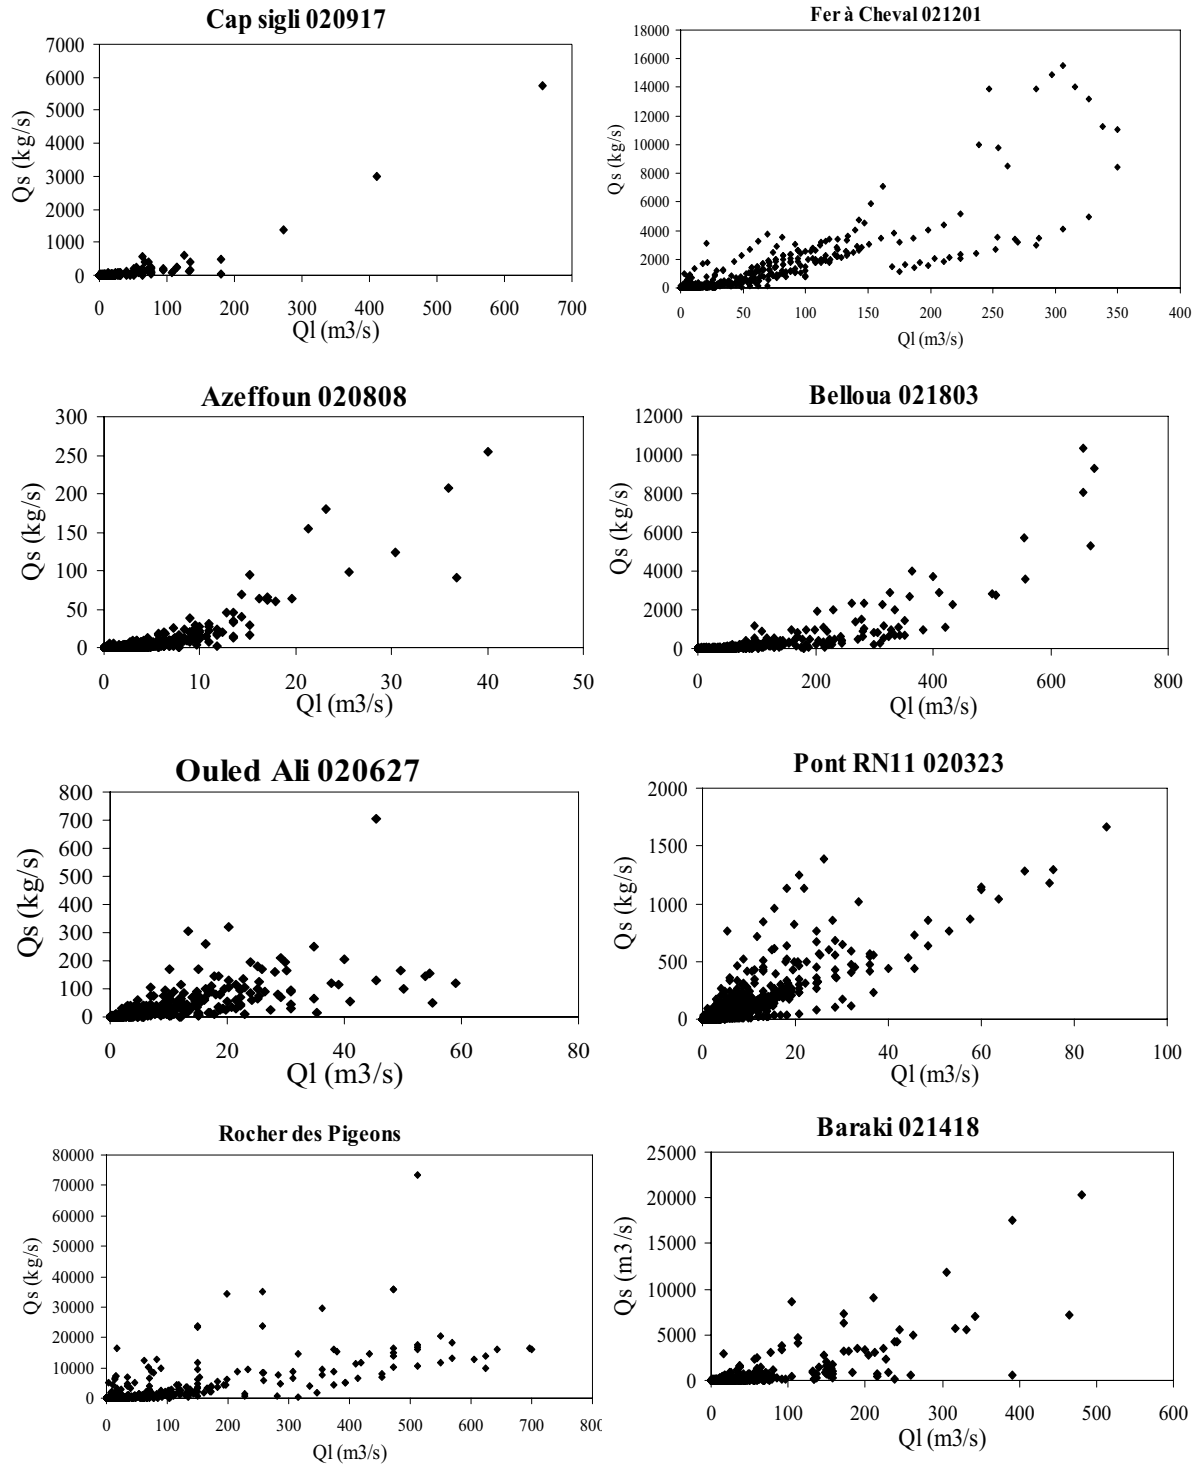 Cap sigli 020917
7000
6000
5000
4000
3000
2000
1000
0
Qs (kg/s)
0 100 200 300 400 500 600 700
Ql (m3/s)
Fer à Cheval 021201
18000
16000
14000
12000
10000
8000
6000
4000
2000
0
Qs (kg/s)
0 50 100 150 200 250 300 350 400
Ql (m3/s)
Azeffoun 020808
300
250
200
150
100
50
0
Qs (kg/s)
0 10 20 30 40 50
Ql (m3/s)
Belloua 021803
12000
10000
8000
6000
4000
2000
0
Qs (kg/s)
0 200 400 600 800
Ql (m3/s)
Ouled Ali 020627
800
700
600
500
400
300
200
100
0
Qs (kg/s)
0 20 40 60 80
Ql (m3/s)
Pont RN11 020323
2000
1500
1000
500
0
Qs (kg/s)
0 20 40 60 80 100
Ql (m3/s)
Rocher des Pigeons
80000
70000
60000
50000
40000
30000
20000
10000
0
Qs (kg/s)
0 100 200 300 400 500 600 700 800
Ql (m3/s)
Baraki 021418
25000
20000
15000
10000
5000
0
Qs (m3/s)
0 100 200 300 400 500 600
Ql (m3/s)